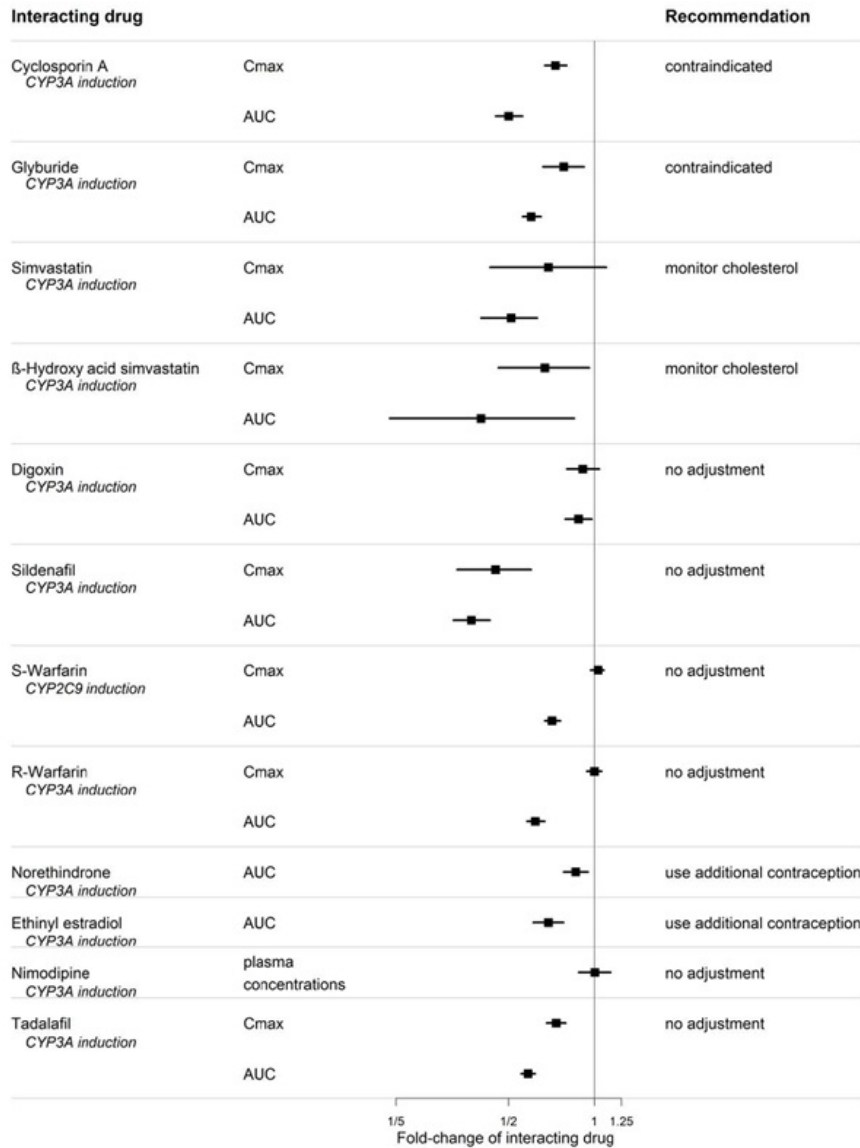 Interacting drug Recommendation
Cyclosporin A Cmax contraindicated
CYP3A induction
AUC
Glyburide Cmax contraindicated
CYP3A induction
AUC
Simvastatin Cmax monitor cholesterol
CYP3A induction
AUC
ß-Hydroxy acid simvastatin Cmax monitor cholesterol
CYP3A induction
AUC
Digoxin Cmax no adjustment
CYP3A induction
AUC
Sildenafil Cmax no adjustment
CYP3A induction
AUC
S-Warfarin Cmax no adjustment
CYP2C9 induction
AUC
R-Warfarin Cmax no adjustment
CYP3A induction
AUC
Norethindrone AUC use additional contraception
CYP3A induction
Ethinyl estradiol AUC use additional contraception
CYP3A induction
Nimodipine plasma concentrations no adjustment
CYP3A induction
Tadalafil Cmax no adjustment
CYP3A induction
AUC
1/5 1/2 1 1.25
Fold-change of interacting drug